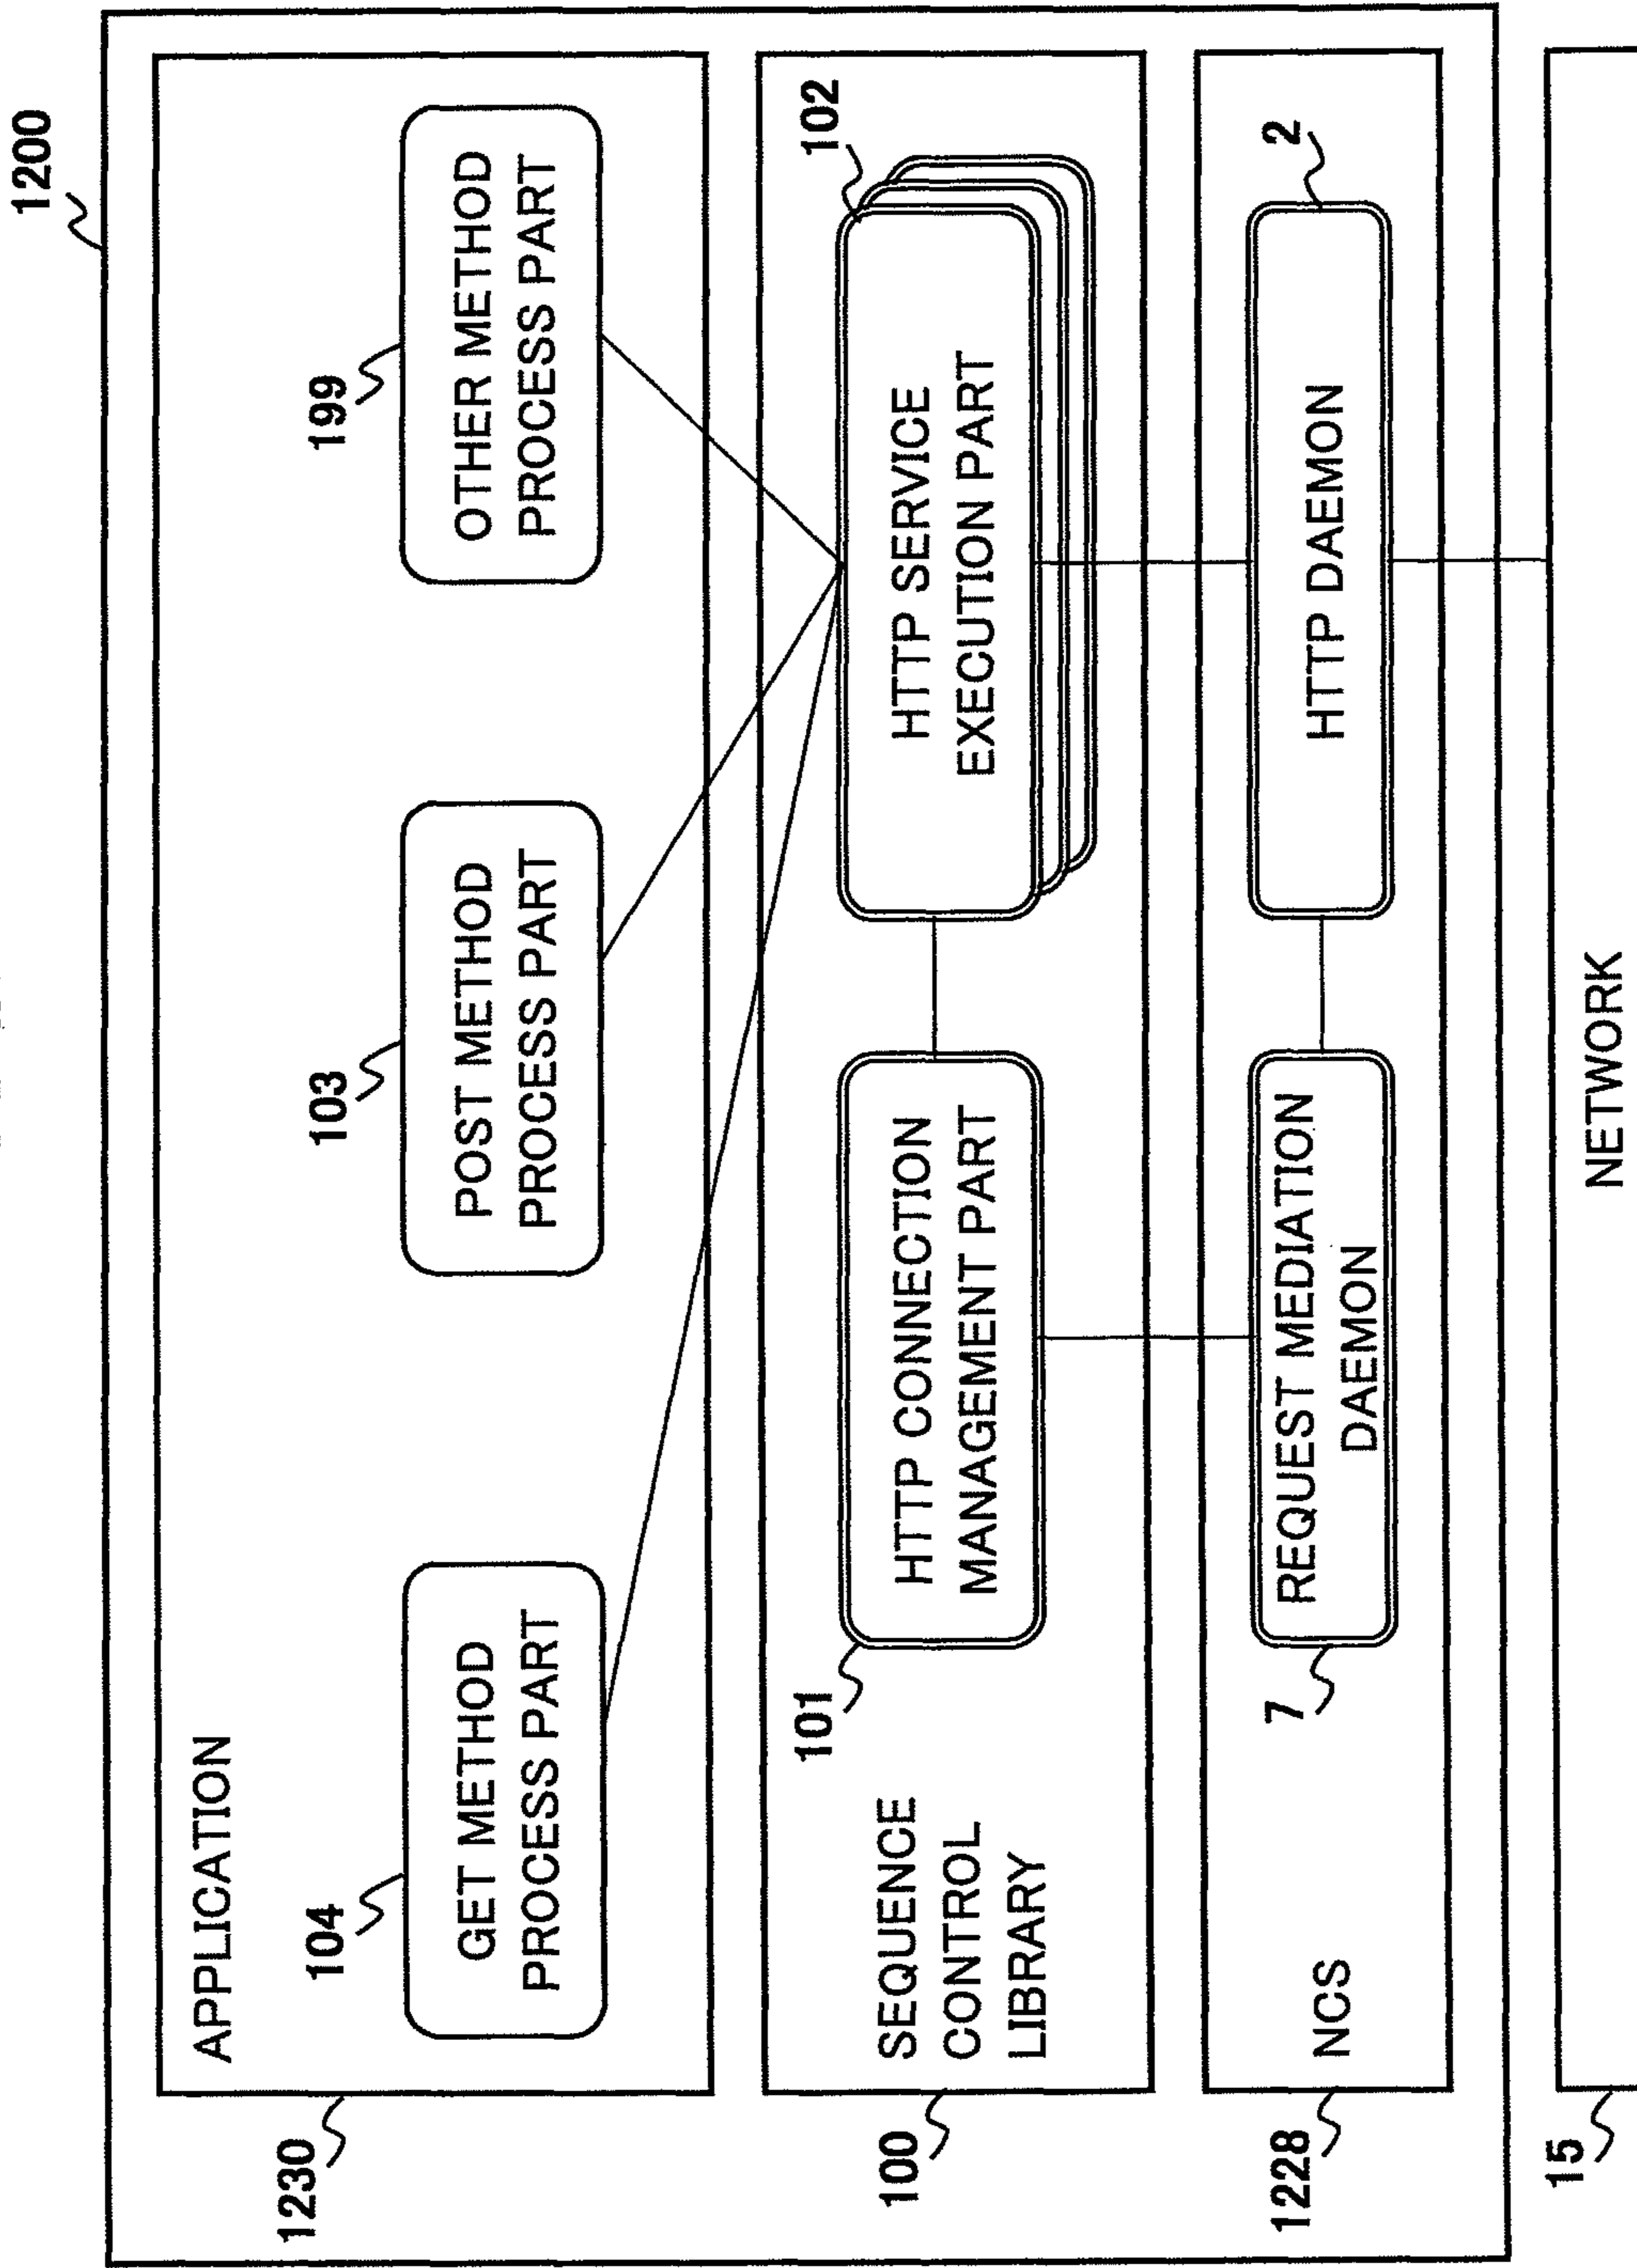 1200
APPLICATION
1230
104
GET METHOD
PROCESS PART
103
POST METHOD
PROCESS PART
199
OTHER METHOD
PROCESS PART
SEQUENCE
CONTROL
LIBRARY
100
101
HTTP CONNECTION
MANAGEMENT PART
102
HTTP SERVICE
EXECUTION PART
NCS
1228
7
REQUEST MEDIATION
DAEMON
2
HTTP DAEMON
15
NETWORK